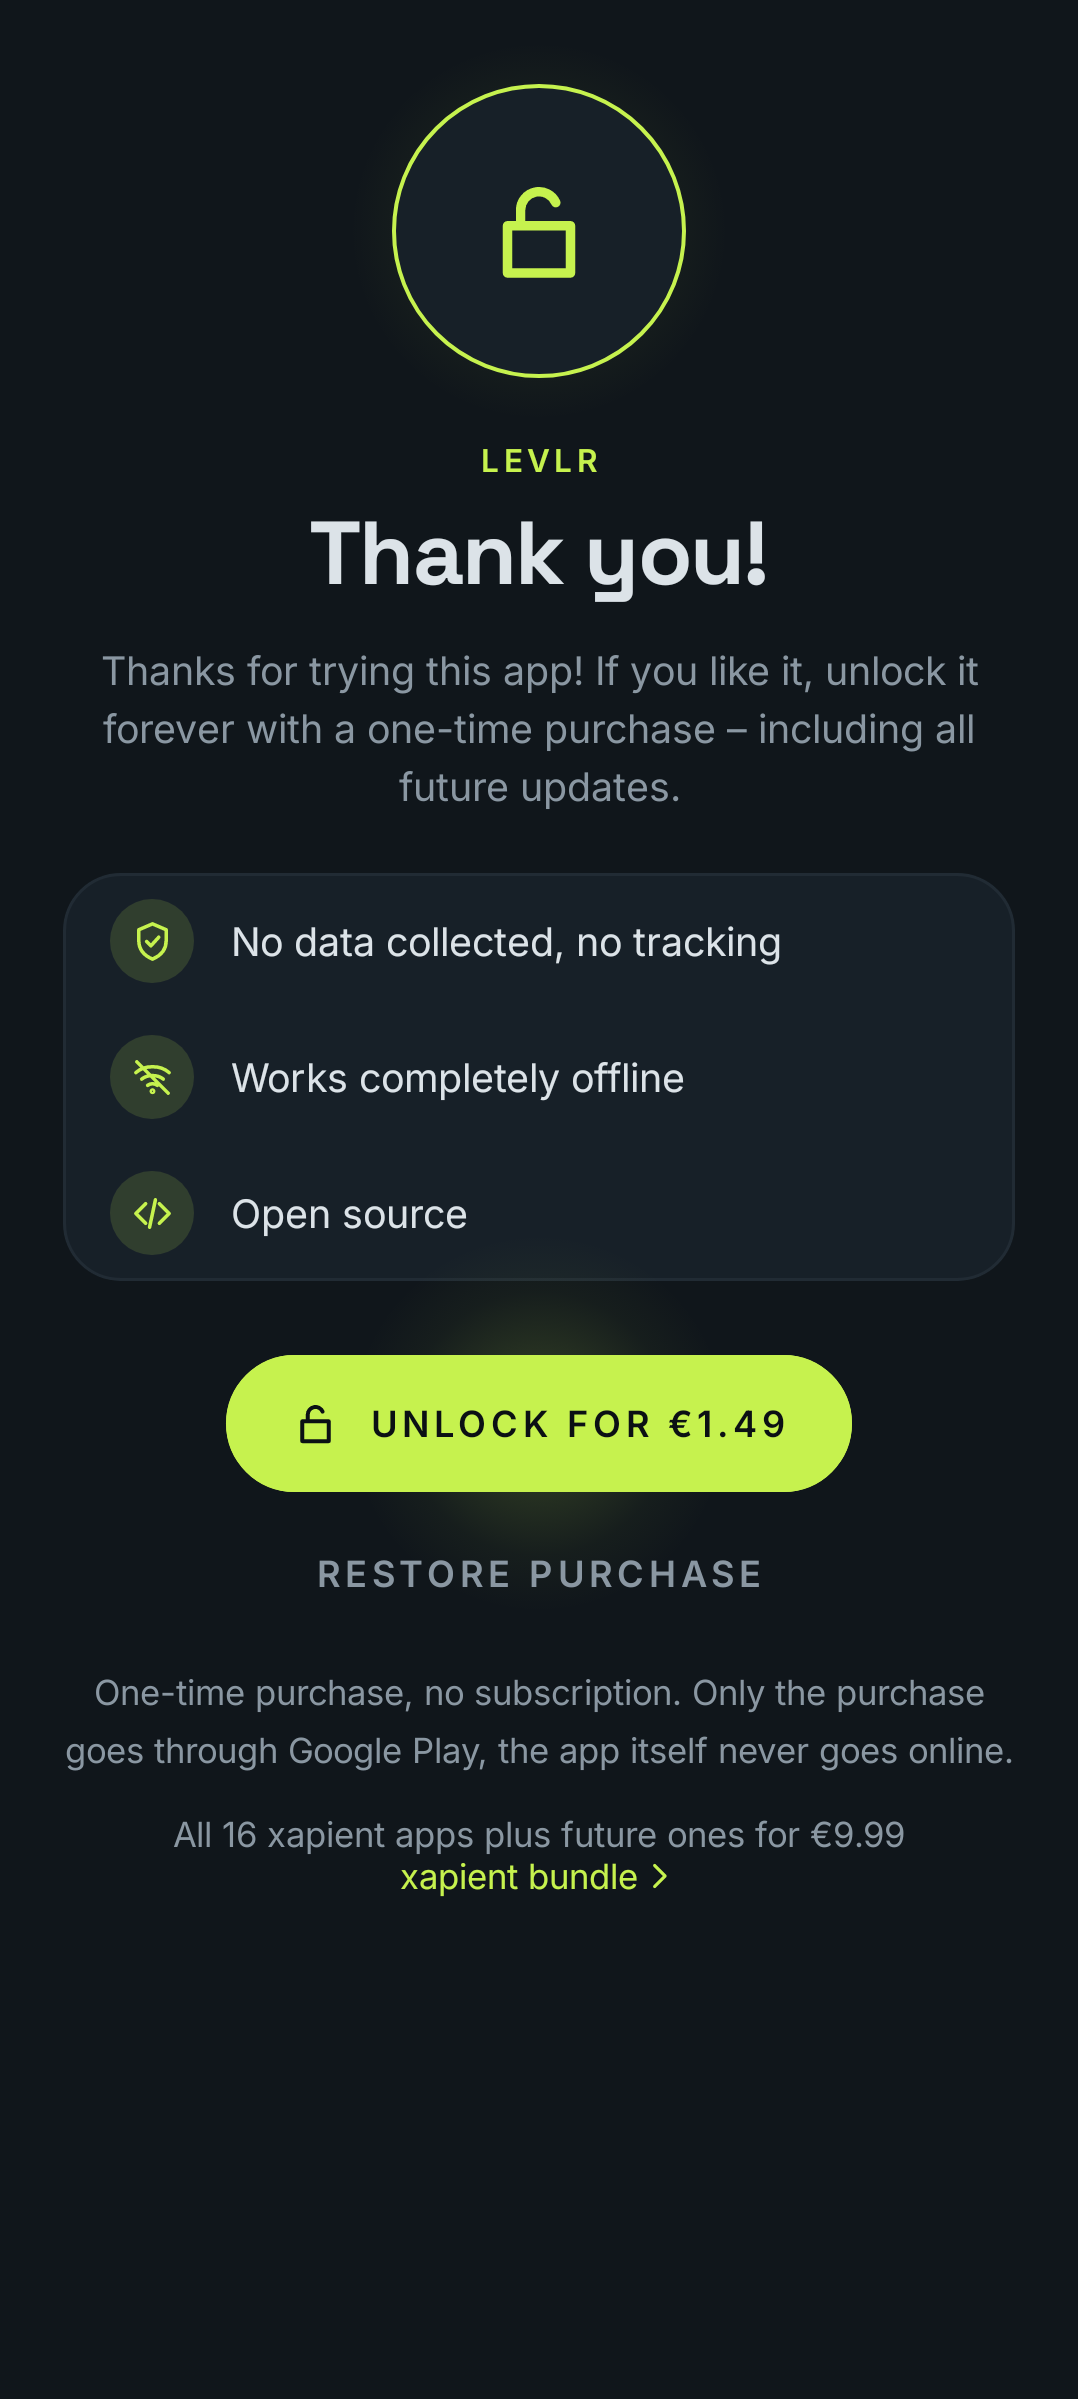 LEVLR
Thank you!
Thanks for trying this app! If you like it, unlock it
forever with a one-time purchase – including all
future updates.
No data collected, no tracking
Works completely offline
Open source
UNLOCK FOR €1.49
RESTORE PURCHASE
One-time purchase, no subscription. Only the purchase
goes through Google Play, the app itself never goes online.
All 16 xapient apps plus future ones for €9.99
xapient bundle